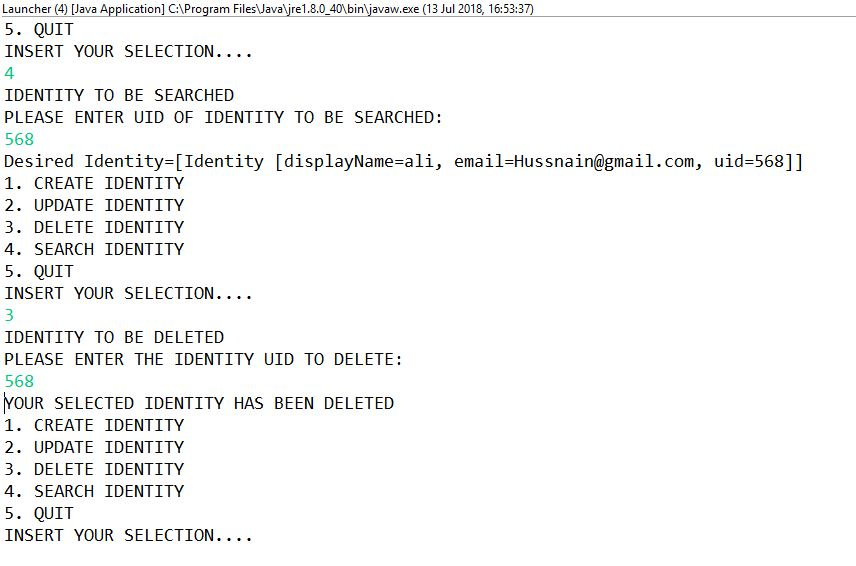 Launcher (4) [Java Application] C:\Program Files\Java\jre1.8.0_40\bin\javaw.exe (13 Jul 2018, 16:53:37)
5. QUIT
INSERT YOUR SELECTION....
4
IDENTITY TO BE SEARCHED
PLEASE ENTER UID OF IDENTITY TO BE SEARCHED:
568
Desired Identity=[Identity [displayName=ali, email=Hussnain@gmail.com, uid=568]]
1. CREATE IDENTITY
2. UPDATE IDENTITY
3. DELETE IDENTITY
4. SEARCH IDENTITY
5. QUIT
INSERT YOUR SELECTION....
3
IDENTITY TO BE DELETED
PLEASE ENTER THE IDENTITY UID TO DELETE:
568
YOUR SELECTED IDENTITY HAS BEEN DELETED
1. CREATE IDENTITY
2. UPDATE IDENTITY
3. DELETE IDENTITY
4. SEARCH IDENTITY
5. QUIT
INSERT YOUR SELECTION....